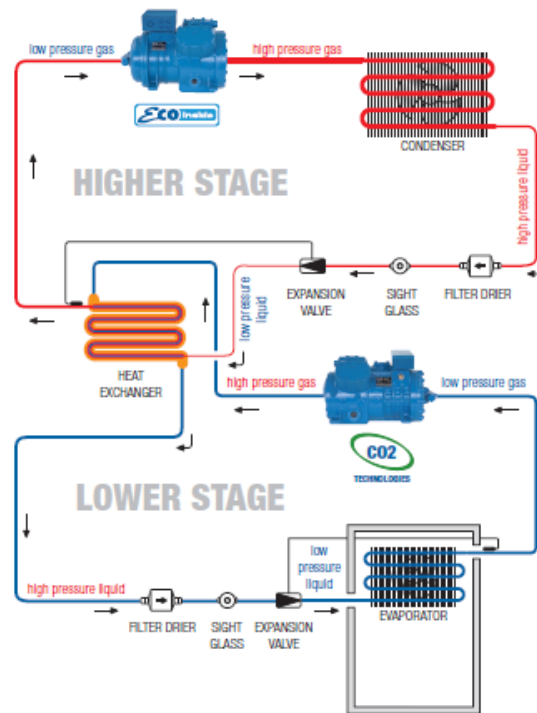 low pressure gas
high pressure gas
ECO inside
CONDENSER
HIGHER STAGE
high pressure liquid
EXPANSION
VALVE
SIGHT
GLASS
FILTER DRIER
low pressure
liquid
HEAT
EXCHANGER
high pressure gas
low pressure gas
CO2
TECHNOLOGIES
LOWER STAGE
low
pressure
liquid
high pressure liquid
FILTER DRIER
SIGHT
GLASS
EXPANSION
VALVE
EVAPORATOR